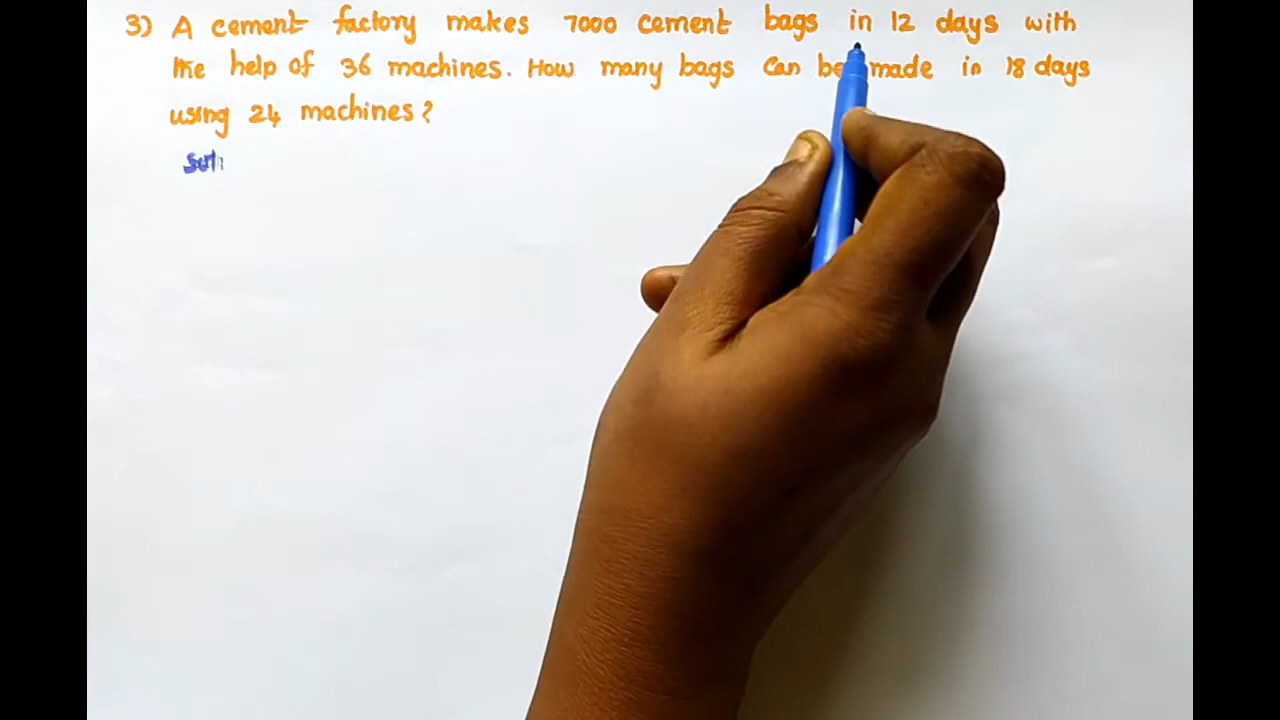 3) A cement factory makes 7000 cement bags in 12 days with
the help of 36 machines. How many bags can be made in 18 days
using 24 machines?
Sol: